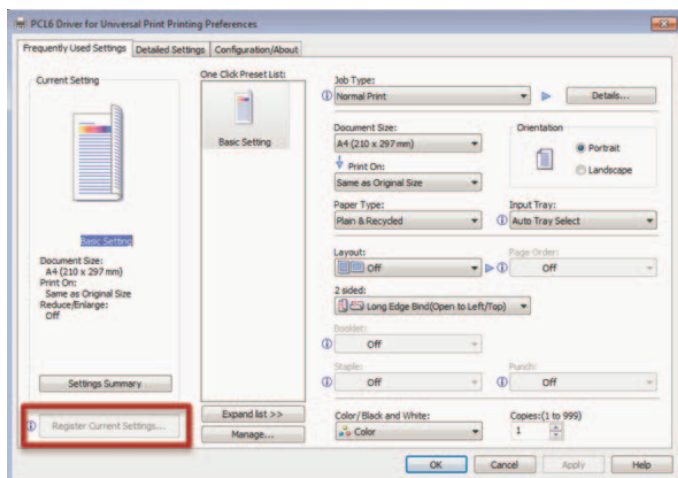 PCL6 Driver for Universal Print Printing Preferences
Frequently Used Settings
Detailed Settings
Configuration/About
Current Setting
Basic Setting
Document Size:
A4 (210 x 297 mm)
Print On:
Same as Original Size
Reduce/Enlarge:
Off
Settings Summary
Register Current Settings...
One Click Preset List:
Basic Setting
Expand list >>
Manage...
Job Type:
Normal Print
Details...
Document Size:
A4 (210 x 297 mm)
Print On:
Same as Original Size
Orientation
Portrait
Landscape
Paper Type:
Plain & Recycled
Input Tray:
Auto Tray Select
Layout:
Off
Page Order:
Off
2 sided:
Long Edge Bind(Open to Left/Top)
Booklet:
Off
Staple:
Off
Punch:
Off
Color/Black and White:
Color
Copies:(1 to 999)
1
OK
Cancel
Apply
Help